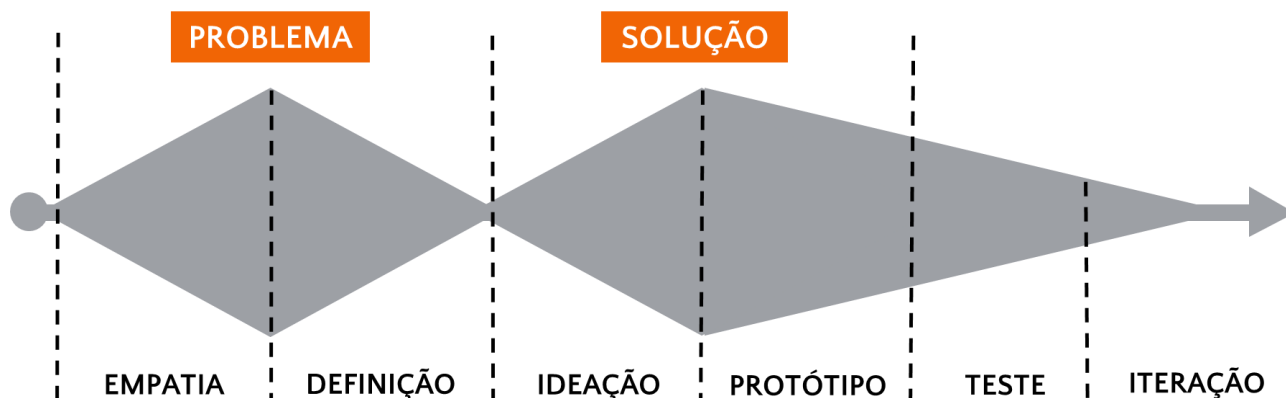 PROBLEMA
SOLUÇÃO
EMPATIA
DEFINIÇÃO
IDEAÇÃO
PROTÓTIPO
TESTE
ITERAÇÃO